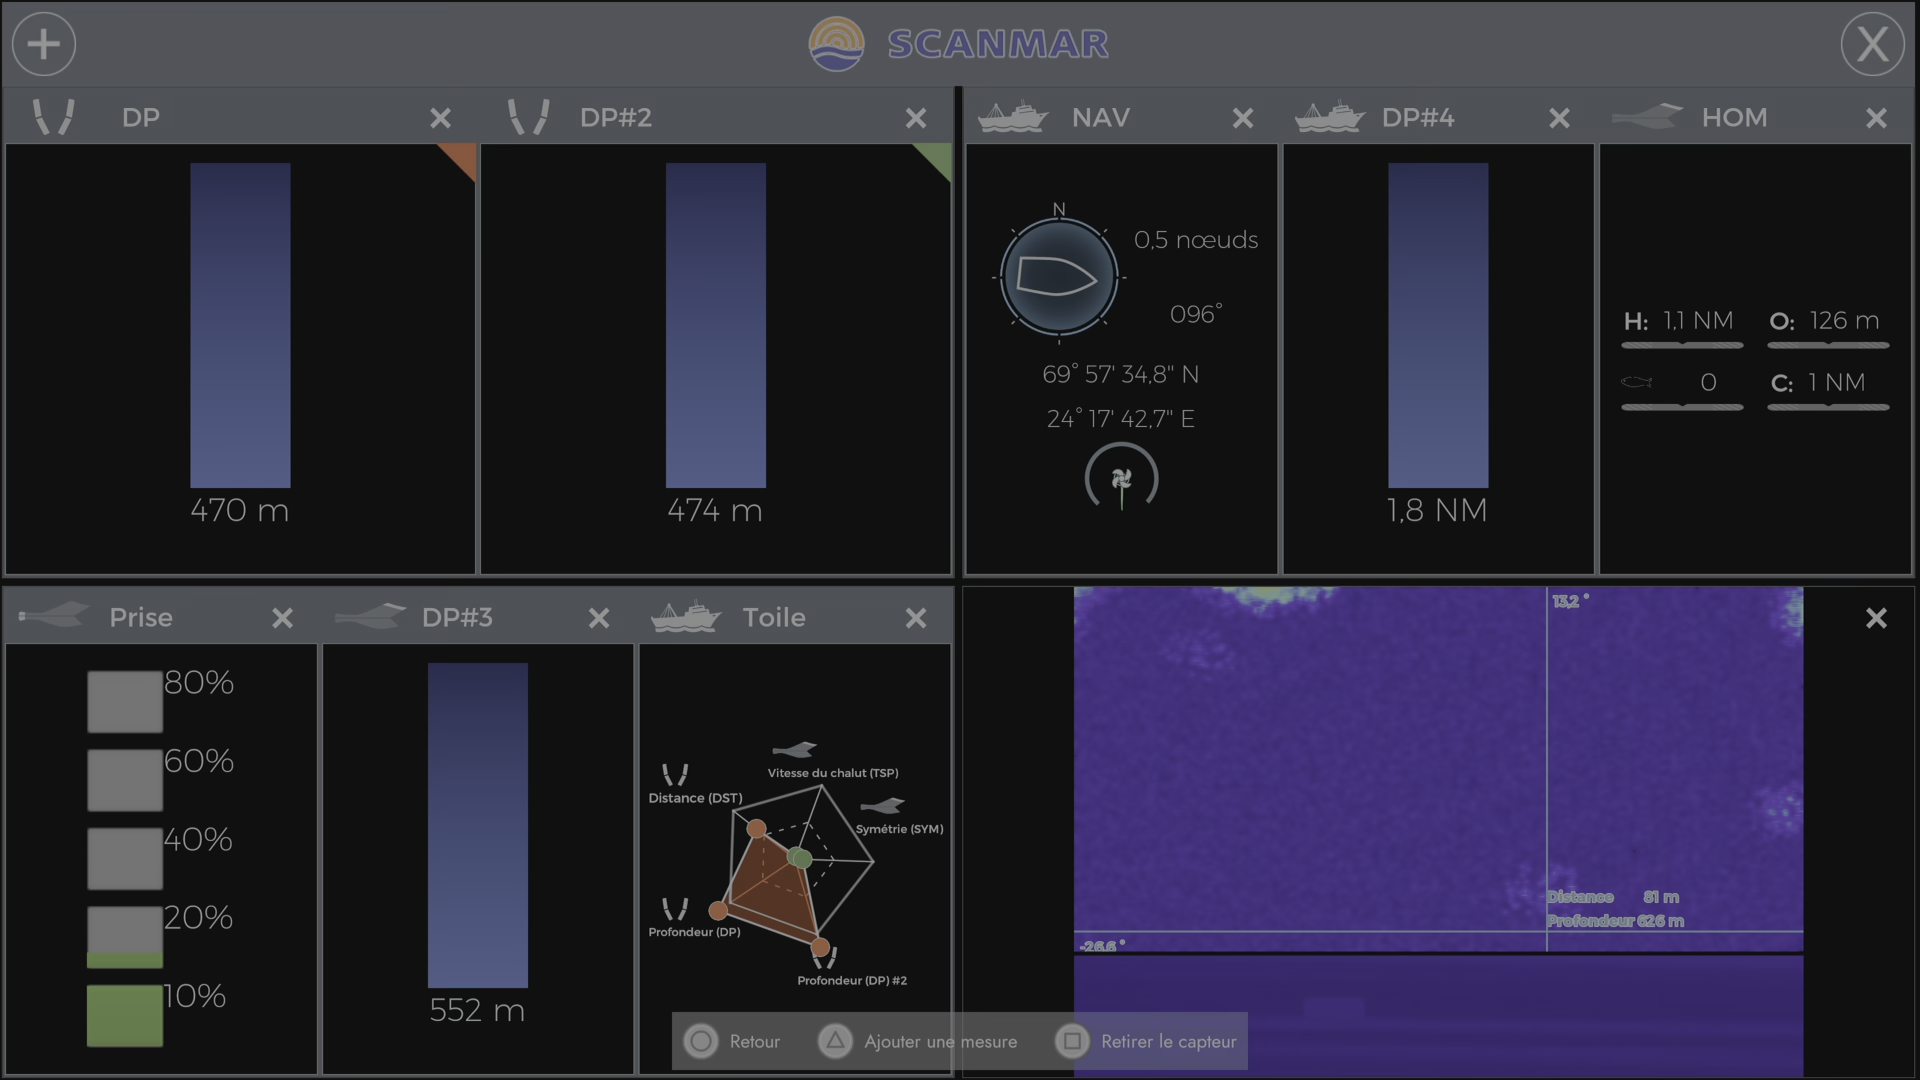 SCANMAR
X
DP
DP#2
NAV
DP#4
HOM
470 m
474 m
N
0,5 nœuds
096°
69° 57' 34,8" N
24° 17' 42,7" E
1,8 NM
H: 1,1 NM
O: 126 m
0
C: 1 NM
Prise
DP#3
Toile
80%
60%
40%
20%
10%
552 m
Vitesse du chalut (TSP)
Distance (DST)
Symétrie (SYM)
Profondeur (DP)
Profondeur (DP) #2
13,2 °
Distance 81 m
Profondeur 626 m
-26,6 °
Retour
Ajouter une mesure
Retirer le capteur